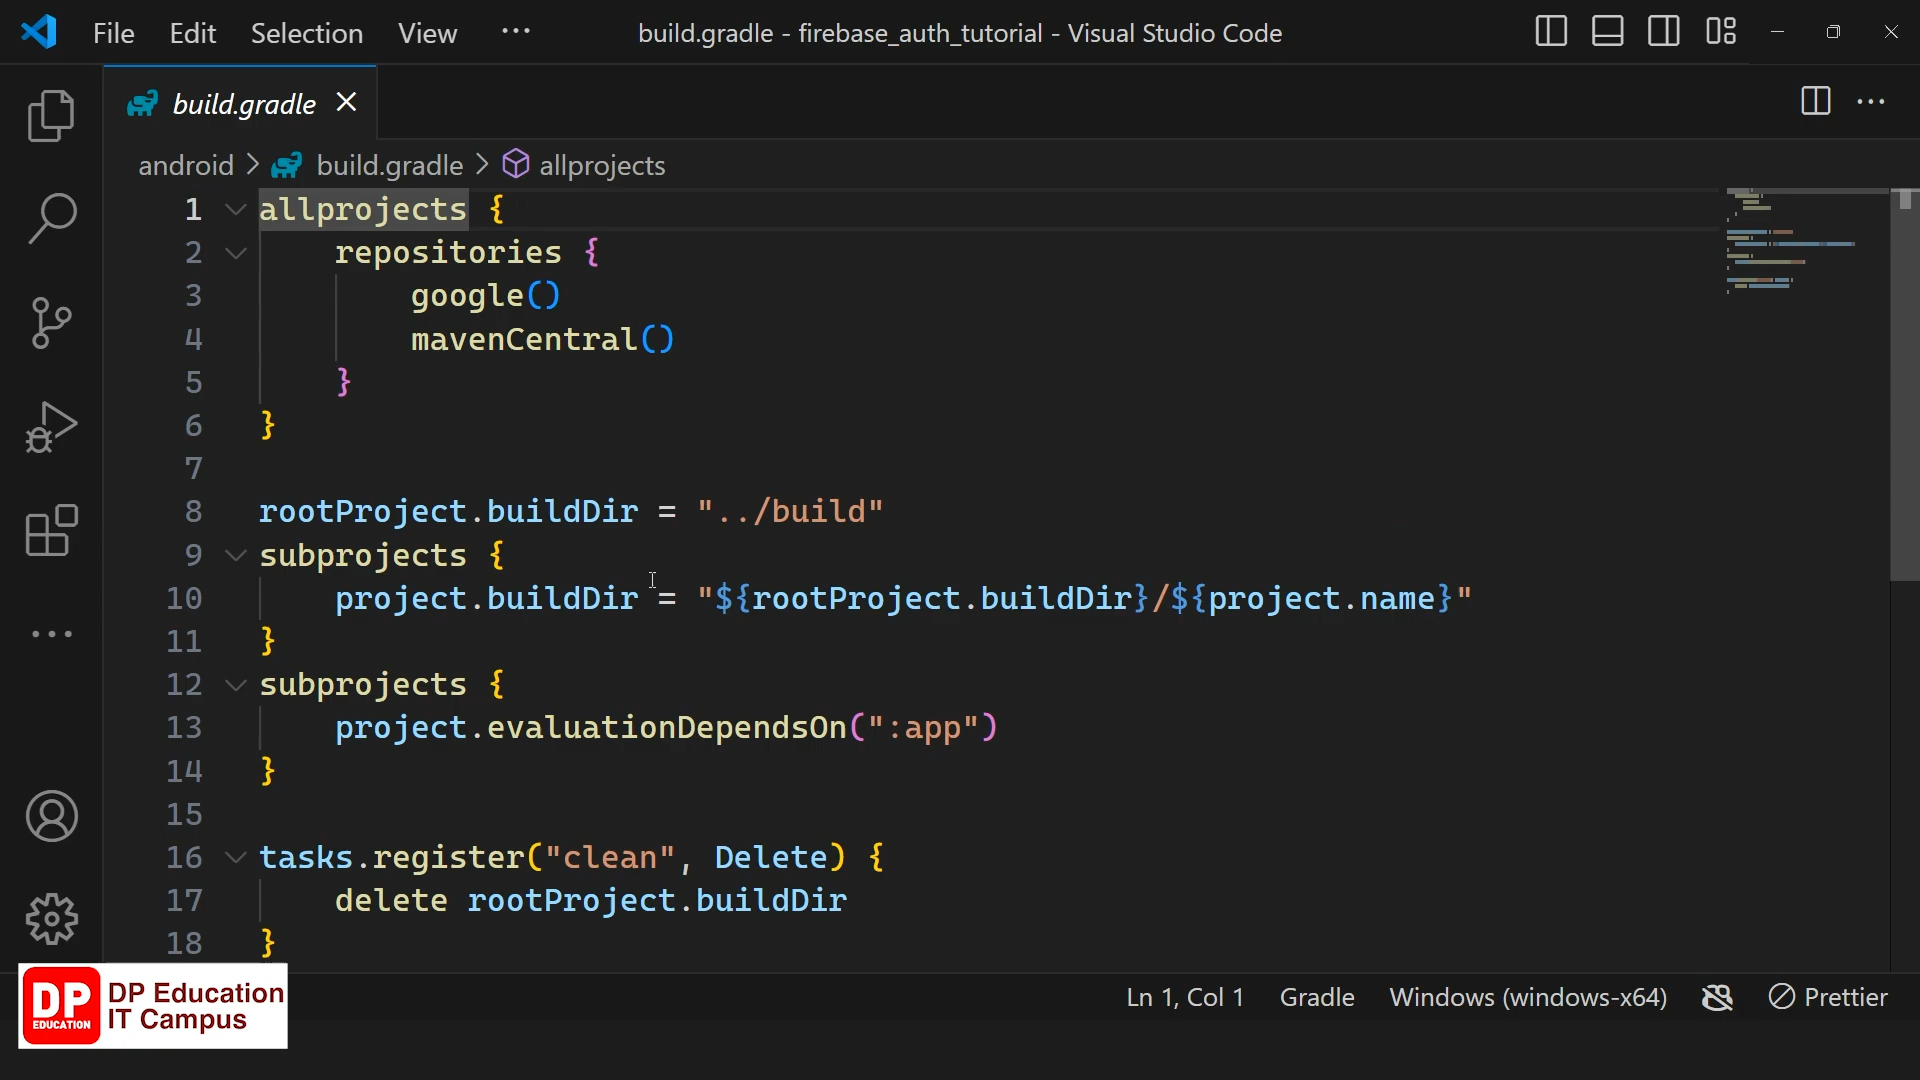 File Edit Selection View ··· build.gradle - firebase_auth_tutorial - Visual Studio Code
build.gradle
android > build.gradle > allprojects
1 allprojects {
2     repositories {
3         google()
4         mavenCentral()
5     }
6 }
7
8 rootProject.buildDir = "../build"
9 subprojects {
10     project.buildDir = "${rootProject.buildDir}/${project.name}"
11 }
12 subprojects {
13     project.evaluationDependsOn(":app")
14 }
15
16 tasks.register("clean", Delete) {
17     delete rootProject.buildDir
18 }
DP EDUCATION
DP Education
IT Campus
Ln 1, Col 1 Gradle Windows (windows-x64) Prettier